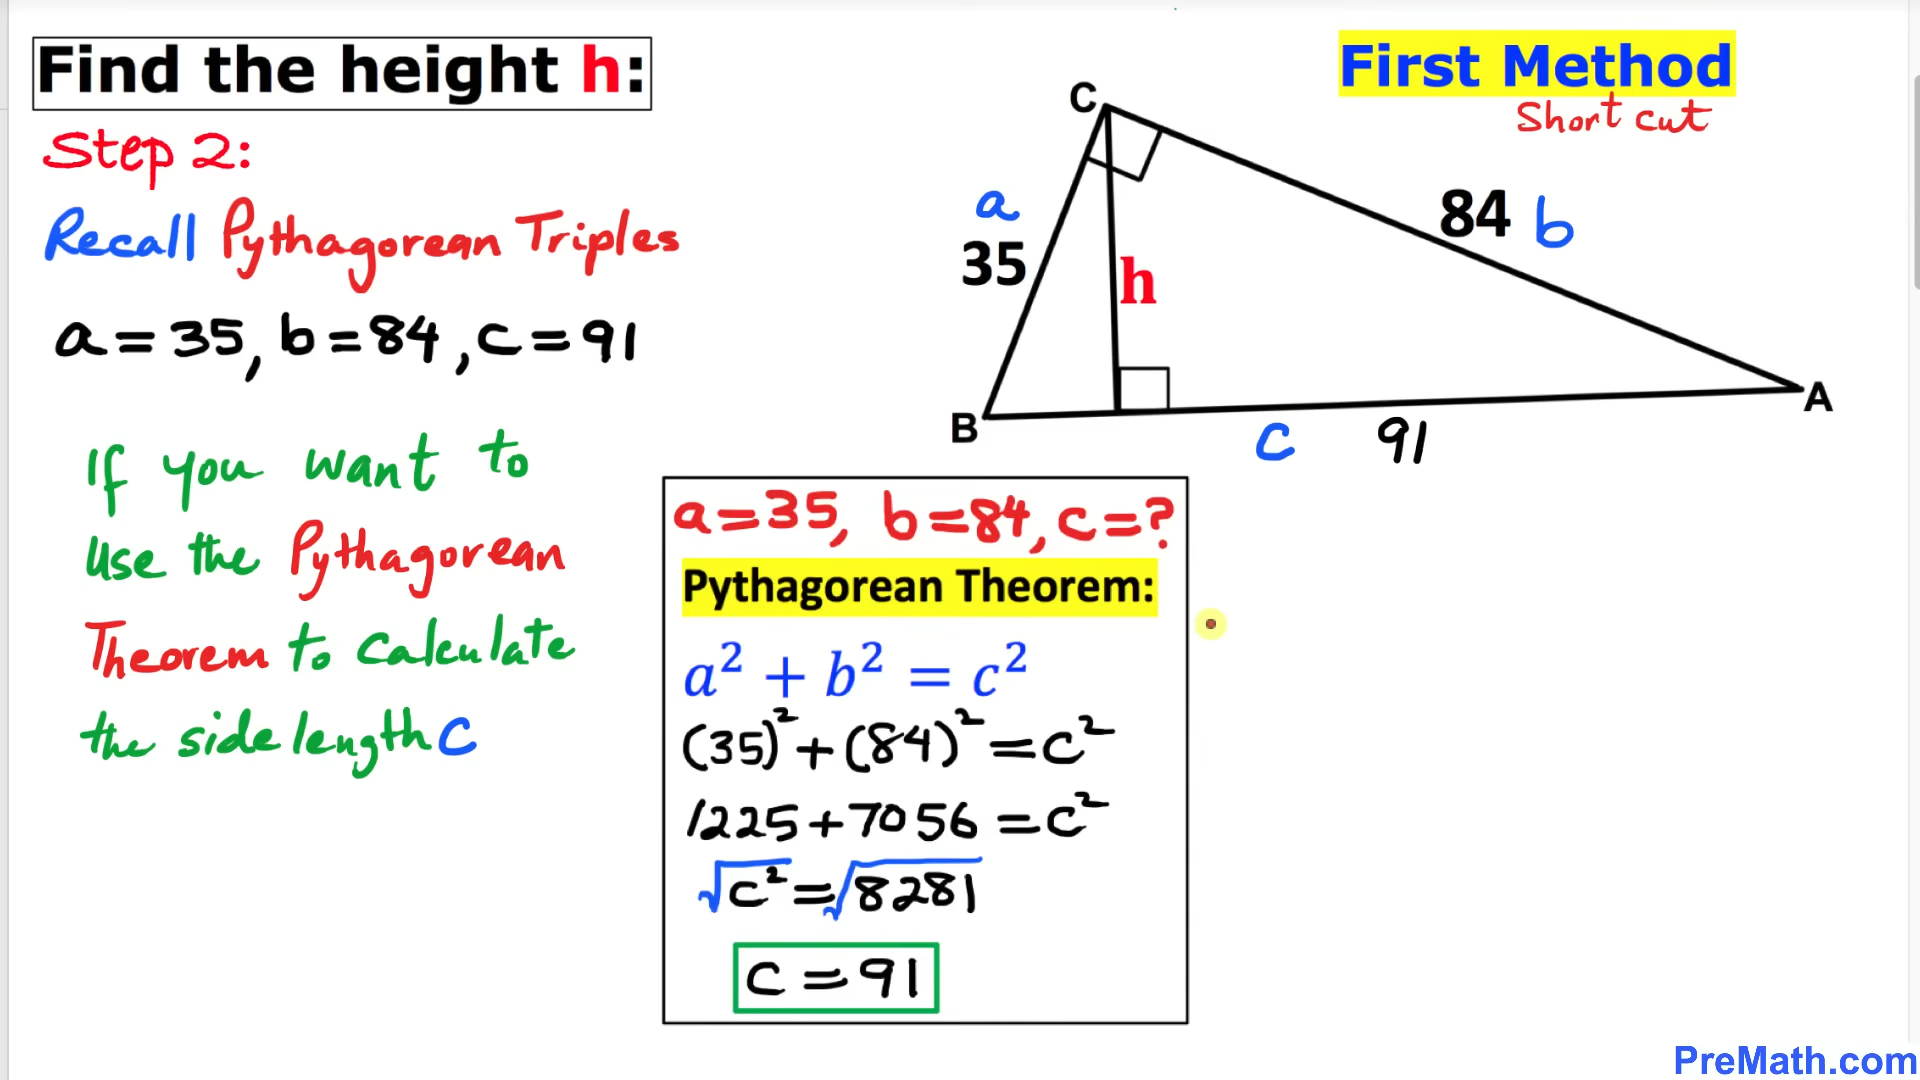 Find the height h:
Step 2:
Recall Pythagorean Triples
a = 35, b = 84, c = 91
If you want to
use the Pythagorean
Theorem to calculate
the side length c
First Method
Short cut
C
a
35
h
84 b
B
A
c 91
a = 35, b = 84, c = ?
Pythagorean Theorem:
a² + b² = c²
(35)² + (84)² = c²
1225 + 7056 = c²
√c² = √8281
c = 91
PreMath.com